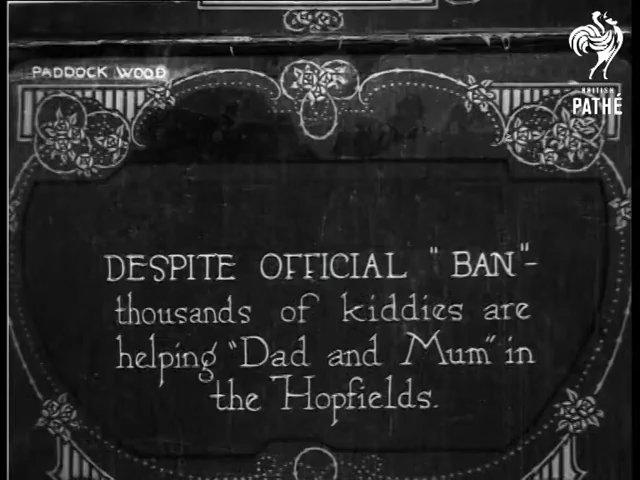 PADDOCK WOOD
BRITISH
PATHÉ
DESPITE OFFICIAL "BAN"-
thousands of kiddies are
helping "Dad and Mum" in
the Hopfields.